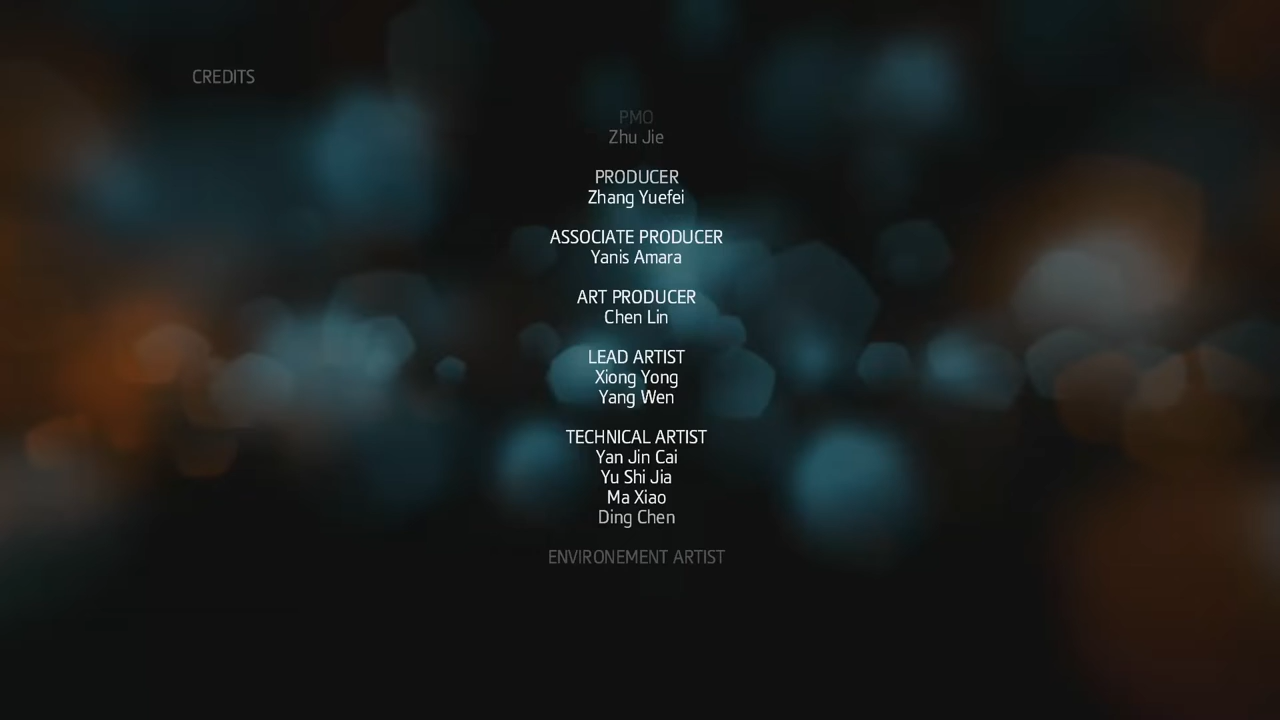 CREDITS
PMO
Zhu Jie
PRODUCER
Zhang Yuefei
ASSOCIATE PRODUCER
Yanis Amara
ART PRODUCER
Chen Lin
LEAD ARTIST
Xiong Yong
Yang Wen
TECHNICAL ARTIST
Yan Jin Cai
Yu Shi Jia
Ma Xiao
Ding Chen
ENVIRONEMENT ARTIST